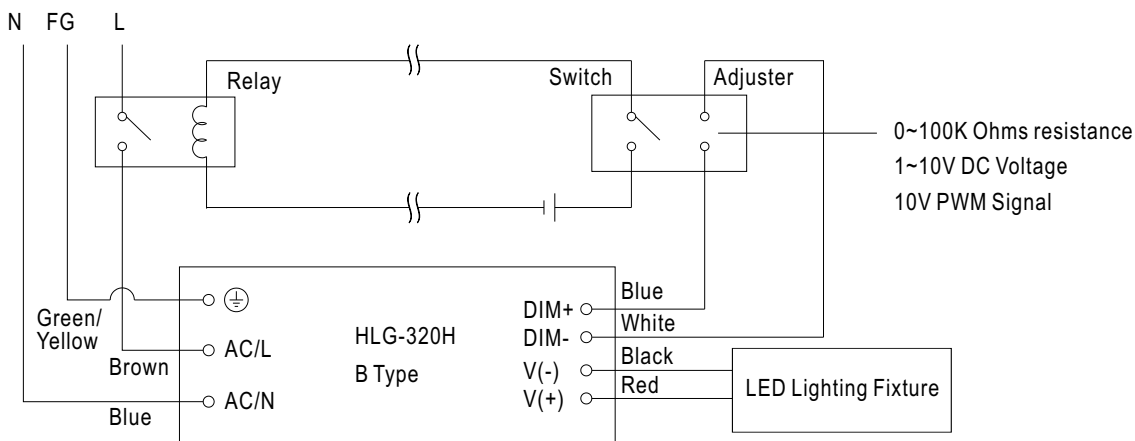 N FG L
Relay
Switch
Adjuster
0~100K Ohms resistance
1~10V DC Voltage
10V PWM Signal
Green/
Yellow
Brown
Blue
AC/L
AC/N
HLG-320H
B Type
DIM+
DIM-
V(-)
V(+)
Blue
White
Black
Red
LED Lighting Fixture